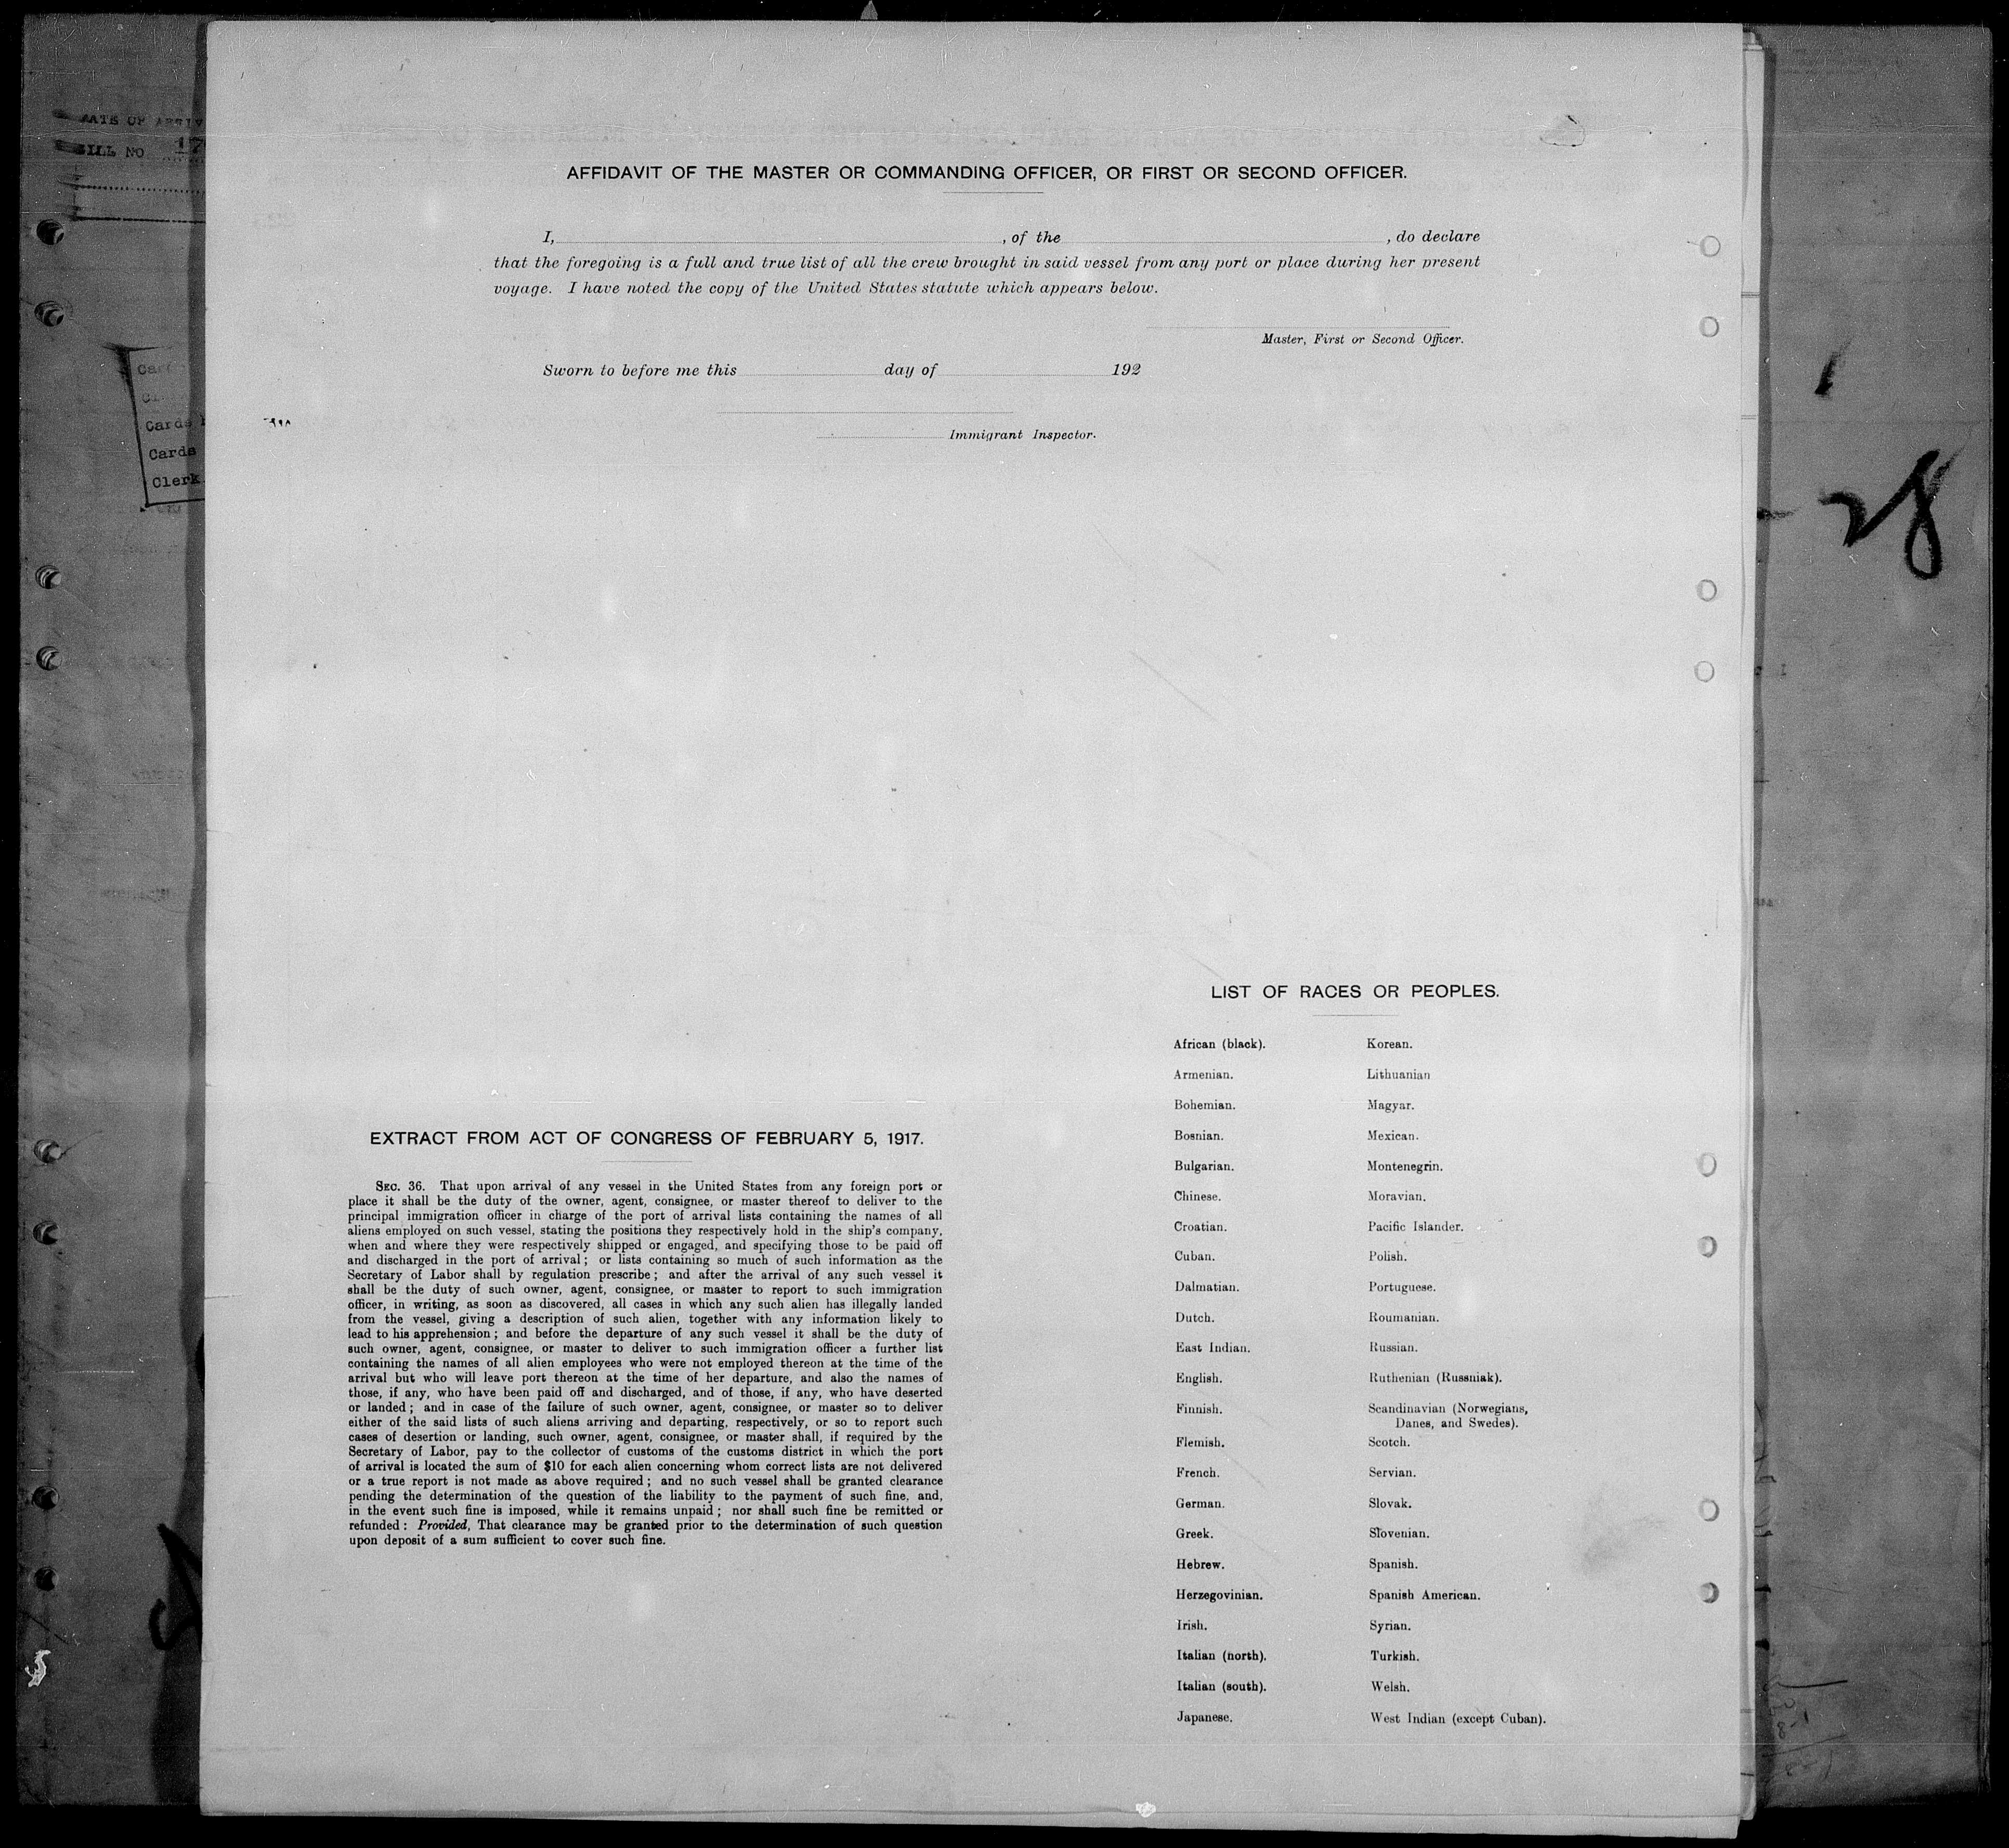 DATE OF ARRIV
BILL NO 17
Cards
Cards
Clerk
AFFIDAVIT OF THE MASTER OR COMMANDING OFFICER, OR FIRST OR SECOND OFFICER.
I, , of the , do declare
that the foregoing is a full and true list of all the crew brought in said vessel from any port or place during her present
voyage. I have noted the copy of the United States statute which appears below.
Master, First or Second Officer.
Sworn to before me this day of 192
Immigrant Inspector.
28
EXTRACT FROM ACT OF CONGRESS OF FEBRUARY 5, 1917.
SEC. 36. That upon arrival of any vessel in the United States from any foreign port or
place it shall be the duty of the owner, agent, consignee, or master thereof to deliver to the
principal immigration officer in charge of the port of arrival lists containing the names of all
aliens employed on such vessel, stating the positions they respectively hold in the ship's company,
when and where they were respectively shipped or engaged, and specifying those to be paid off
and discharged in the port of arrival; or lists containing so much of such information as the
Secretary of Labor shall by regulation prescribe; and after the arrival of any such vessel it
shall be the duty of such owner, agent, consignee, or master to report to such immigration
officer, in writing, as soon as discovered, all cases in which any such alien has illegally landed
from the vessel, giving a description of such alien, together with any information likely to
lead to his apprehension; and before the departure of any such vessel it shall be the duty of
such owner, agent, consignee, or master to deliver to such immigration officer a further list
containing the names of all alien employees who were not employed thereon at the time of the
arrival but who will leave port thereon at the time of her departure, and also the names of
those, if any, who have been paid off and discharged, and of those, if any, who have deserted
or landed; and in case of the failure of such owner, agent, consignee, or master so to deliver
either of the said lists of such aliens arriving and departing, respectively, or so to report such
cases of desertion or landing, such owner, agent, consignee, or master shall, if required by the
Secretary of Labor, pay to the collector of customs of the customs district in which the port
of arrival is located the sum of $10 for each alien concerning whom correct lists are not delivered
or a true report is not made as above required; and no such vessel shall be granted clearance
pending the determination of the question of the liability to the payment of such fine, and,
in the event such fine is imposed, while it remains unpaid; nor shall such fine be remitted or
refunded: Provided, That clearance may be granted prior to the determination of such question
upon deposit of a sum sufficient to cover such fine.
LIST OF RACES OR PEOPLES.
African (black).
Armenian.
Bohemian.
Bosnian.
Bulgarian.
Chinese.
Croatian.
Cuban.
Dalmatian.
Dutch.
East Indian.
English.
Finnish.
Flemish.
French.
German.
Greek.
Hebrew.
Herzegovinian.
Irish.
Italian (north).
Italian (south).
Japanese.
Korean.
Lithuanian
Magyar.
Mexican.
Montenegrin.
Moravian.
Pacific Islander.
Polish.
Portuguese.
Roumanian.
Russian.
Ruthenian (Russniak).
Scandinavian (Norwegians,
Danes, and Swedes).
Scotch.
Servian.
Slovak.
Slovenian.
Spanish.
Spanish American.
Syrian.
Turkish.
Welsh.
West Indian (except Cuban).